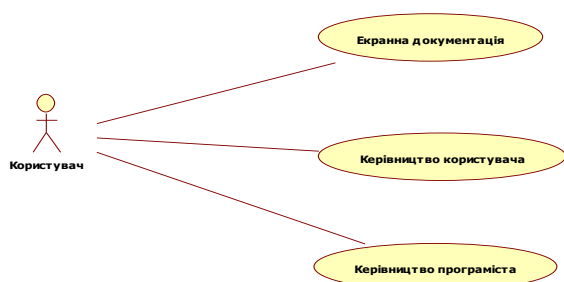 Екранна документація
Користувач
Керівництво користувача
Керівництво програміста